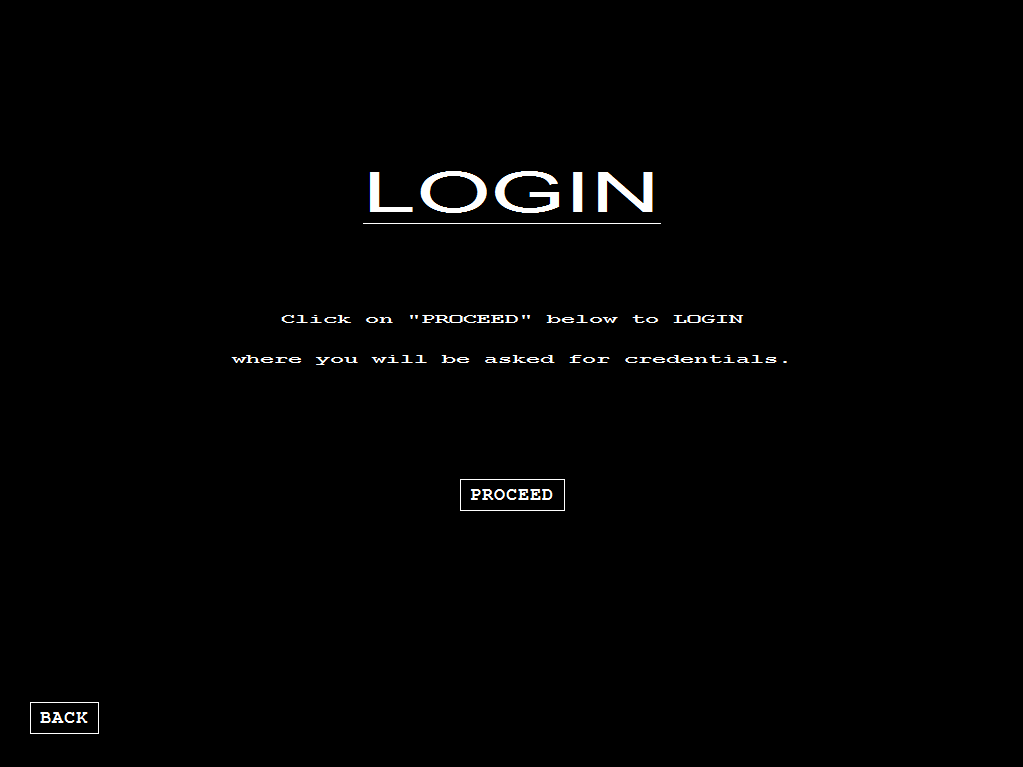 LOGIN
Click on "PROCEED" below to LOGIN
where you will be asked for credentials.
PROCEED
BACK